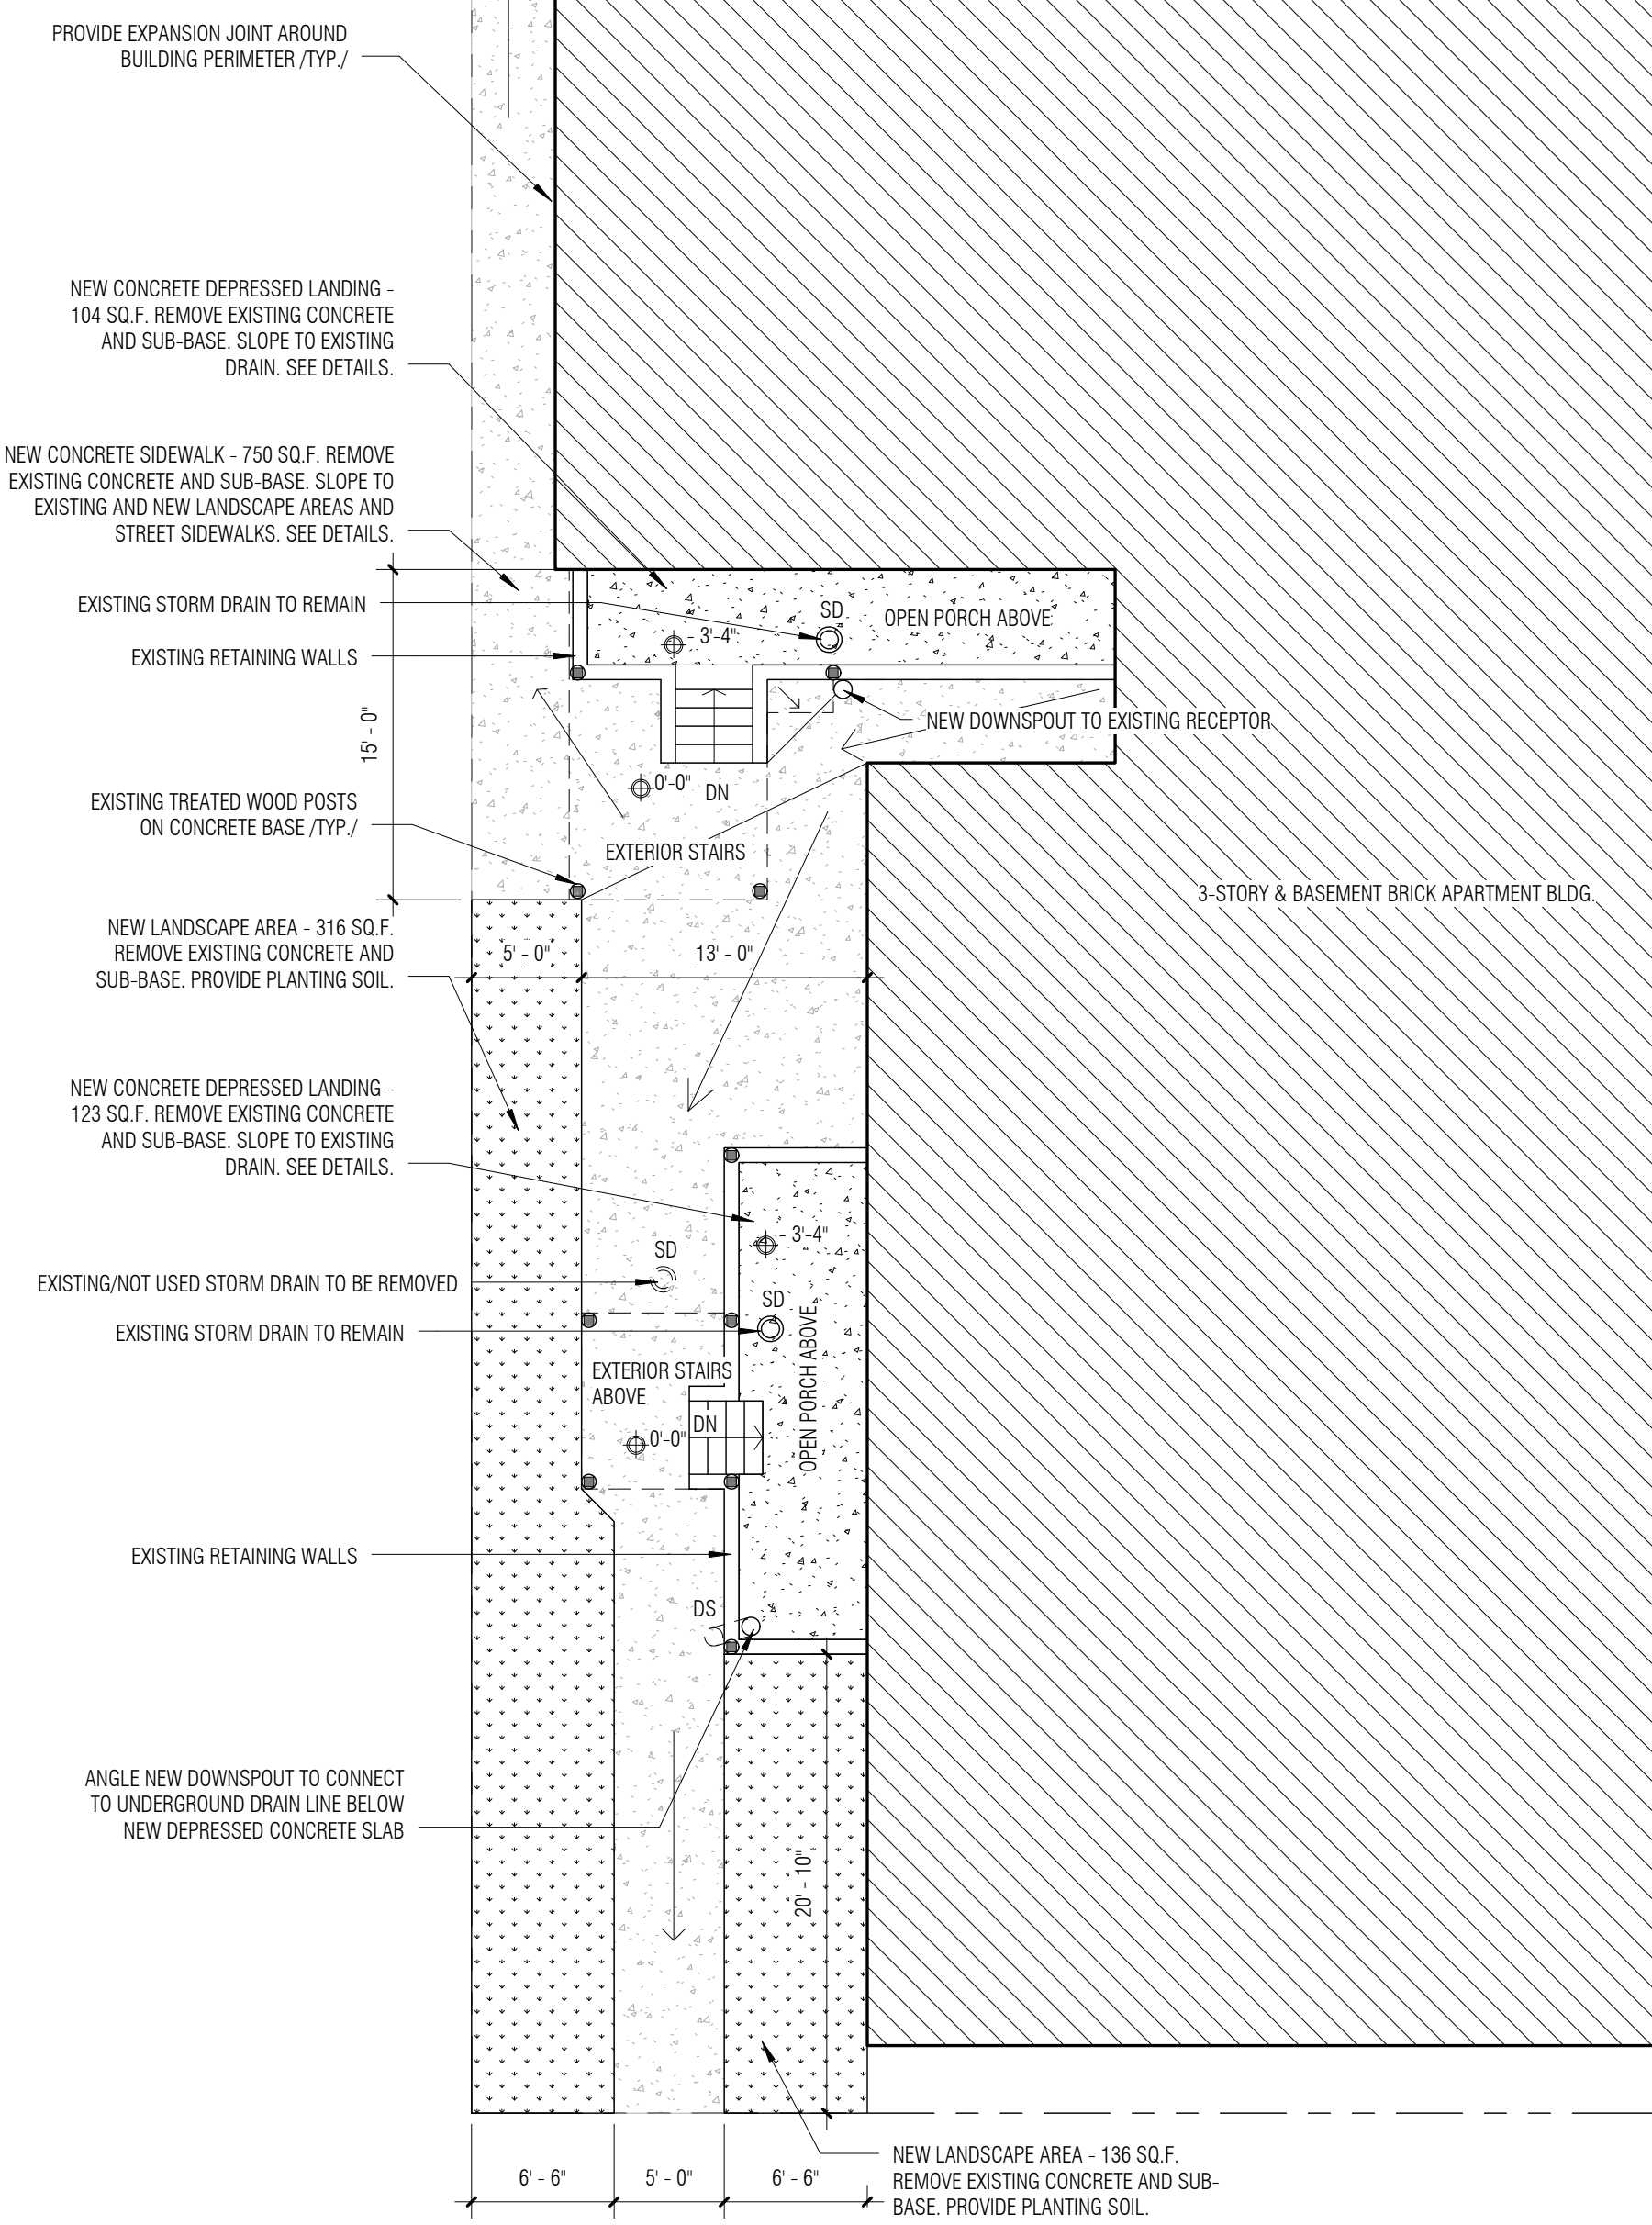 PROVIDE EXPANSION JOINT AROUND
BUILDING PERIMETER /TYP./
NEW CONCRETE DEPRESSED LANDING -
104 SQ.F. REMOVE EXISTING CONCRETE
AND SUB-BASE. SLOPE TO EXISTING
DRAIN. SEE DETAILS.
NEW CONCRETE SIDEWALK - 750 SQ.F. REMOVE
EXISTING CONCRETE AND SUB-BASE. SLOPE TO
EXISTING AND NEW LANDSCAPE AREAS AND
STREET SIDEWALKS. SEE DETAILS.
EXISTING STORM DRAIN TO REMAIN
SD
OPEN PORCH ABOVE
- 3'-4"
EXISTING RETAINING WALLS
15' - 0"
NEW DOWNSPOUT TO EXISTING RECEPTOR
0'-0"
DN
EXISTING TREATED WOOD POSTS
ON CONCRETE BASE /TYP./
EXTERIOR STAIRS
3-STORY & BASEMENT BRICK APARTMENT BLDG.
NEW LANDSCAPE AREA - 316 SQ.F.
REMOVE EXISTING CONCRETE AND
SUB-BASE. PROVIDE PLANTING SOIL.
5' - 0"
13' - 0"
NEW CONCRETE DEPRESSED LANDING -
123 SQ.F. REMOVE EXISTING CONCRETE
AND SUB-BASE. SLOPE TO EXISTING
DRAIN. SEE DETAILS.
- 3'-4"
SD
EXISTING/NOT USED STORM DRAIN TO BE REMOVED
SD
EXISTING STORM DRAIN TO REMAIN
OPEN PORCH ABOVE
EXTERIOR STAIRS
ABOVE
DN
0'-0"
EXISTING RETAINING WALLS
DS
ANGLE NEW DOWNSPOUT TO CONNECT
TO UNDERGROUND DRAIN LINE BELOW
NEW DEPRESSED CONCRETE SLAB
20' - 10"
NEW LANDSCAPE AREA - 136 SQ.F.
REMOVE EXISTING CONCRETE AND SUB-
BASE. PROVIDE PLANTING SOIL.
6' - 6"
5' - 0"
6' - 6"